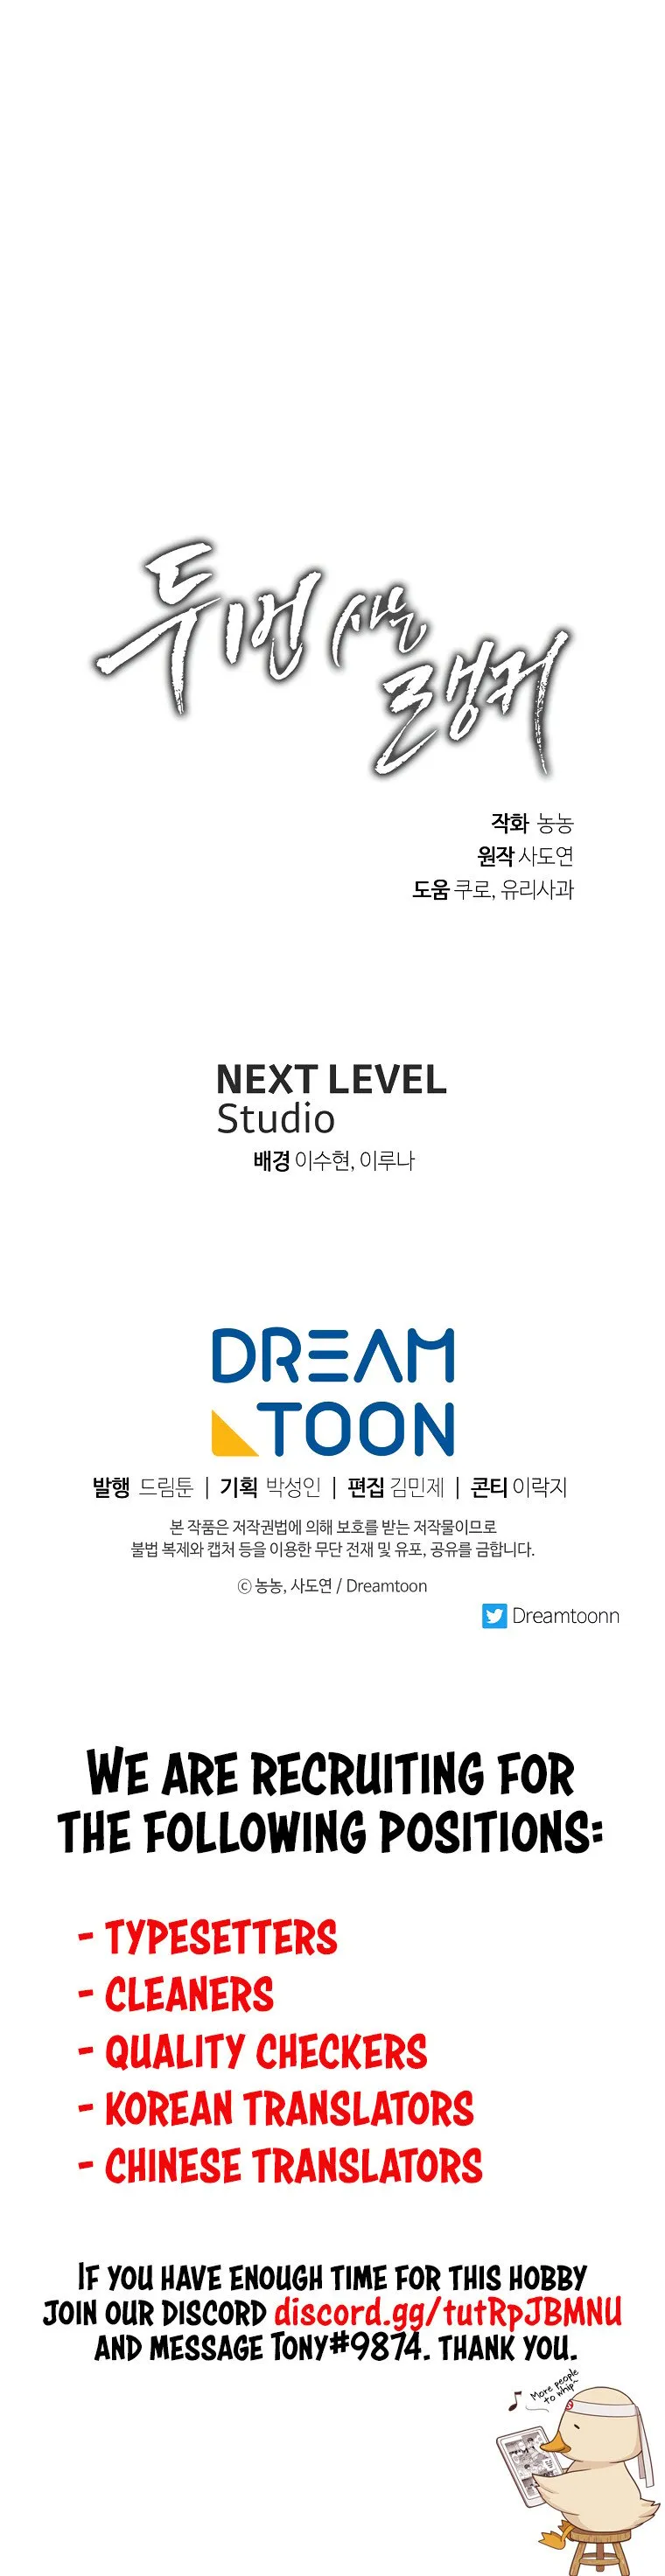 두 번 사는
랭커
작화 농농
원작 사도연
도움 쿠로, 유리사과
NEXT LEVEL
Studio
배경 이수현, 이루나
DREAM
TOON
발행 드림툰 | 기획 박성인 | 편집 김민제 | 콘티 이락지
본 작품은 저작권법에 의해 보호를 받는 저작물이므로
불법 복제와 캡처 등을 이용한 무단 전재 및 유포, 공유를 금합니다.
ⓒ 농농, 사도연 / Dreamtoon
Dreamtoonn
WE ARE RECRUITING FOR
THE FOLLOWING POSITIONS:
- TYPESETTERS
- CLEANERS
- QUALITY CHECKERS
- KOREAN TRANSLATORS
- CHINESE TRANSLATORS
IF YOU HAVE ENOUGH TIME FOR THIS HOBBY
JOIN OUR DISCORD discord.gg/tutRpJBMNU
AND MESSAGE TONY#9874. THANK YOU.
More people
to whip~